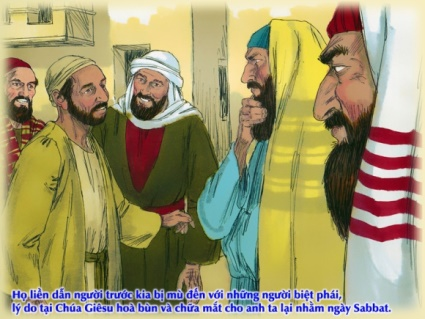 Họ liền dẫn người trước kia bị mù đến với những người biệt phái,
lý do tại Chúa Giêsu hoà bùn và chữa mắt cho anh ta lại nhằm ngày Sabbat.